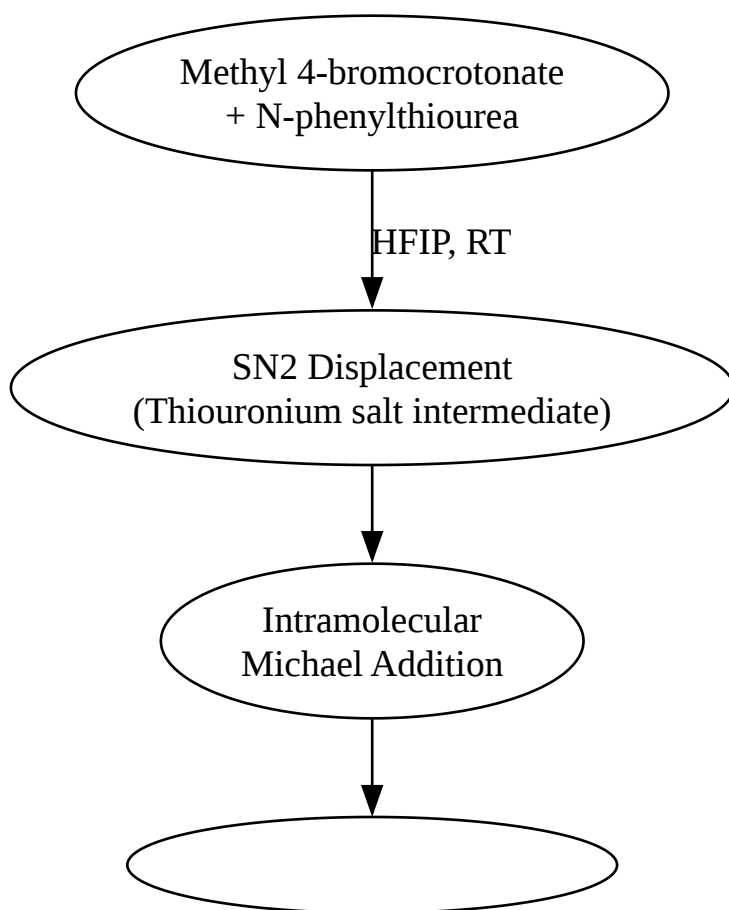 Methyl 4-bromocrotonate
+ N-phenylthiourea
HFIP, RT
SN2 Displacement
(Thiouronium salt intermediate)
Intramolecular
Michael Addition